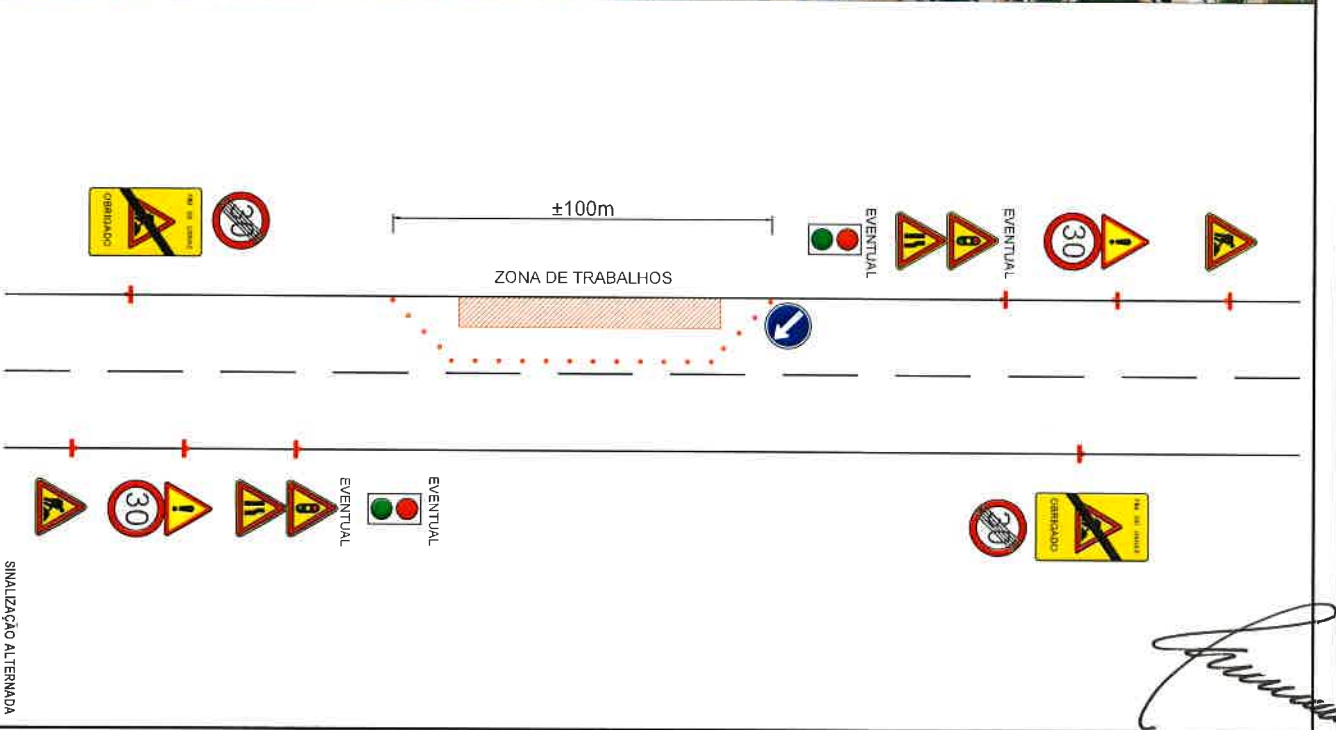 ±100m
ZONA DE TRABALHOS
OBRIGADO
30
EVENTUAL
EVENTUAL
30
30
EVENTUAL
EVENTUAL
30
OBRIGADO
SINALIZAÇÃO ALTERNADA